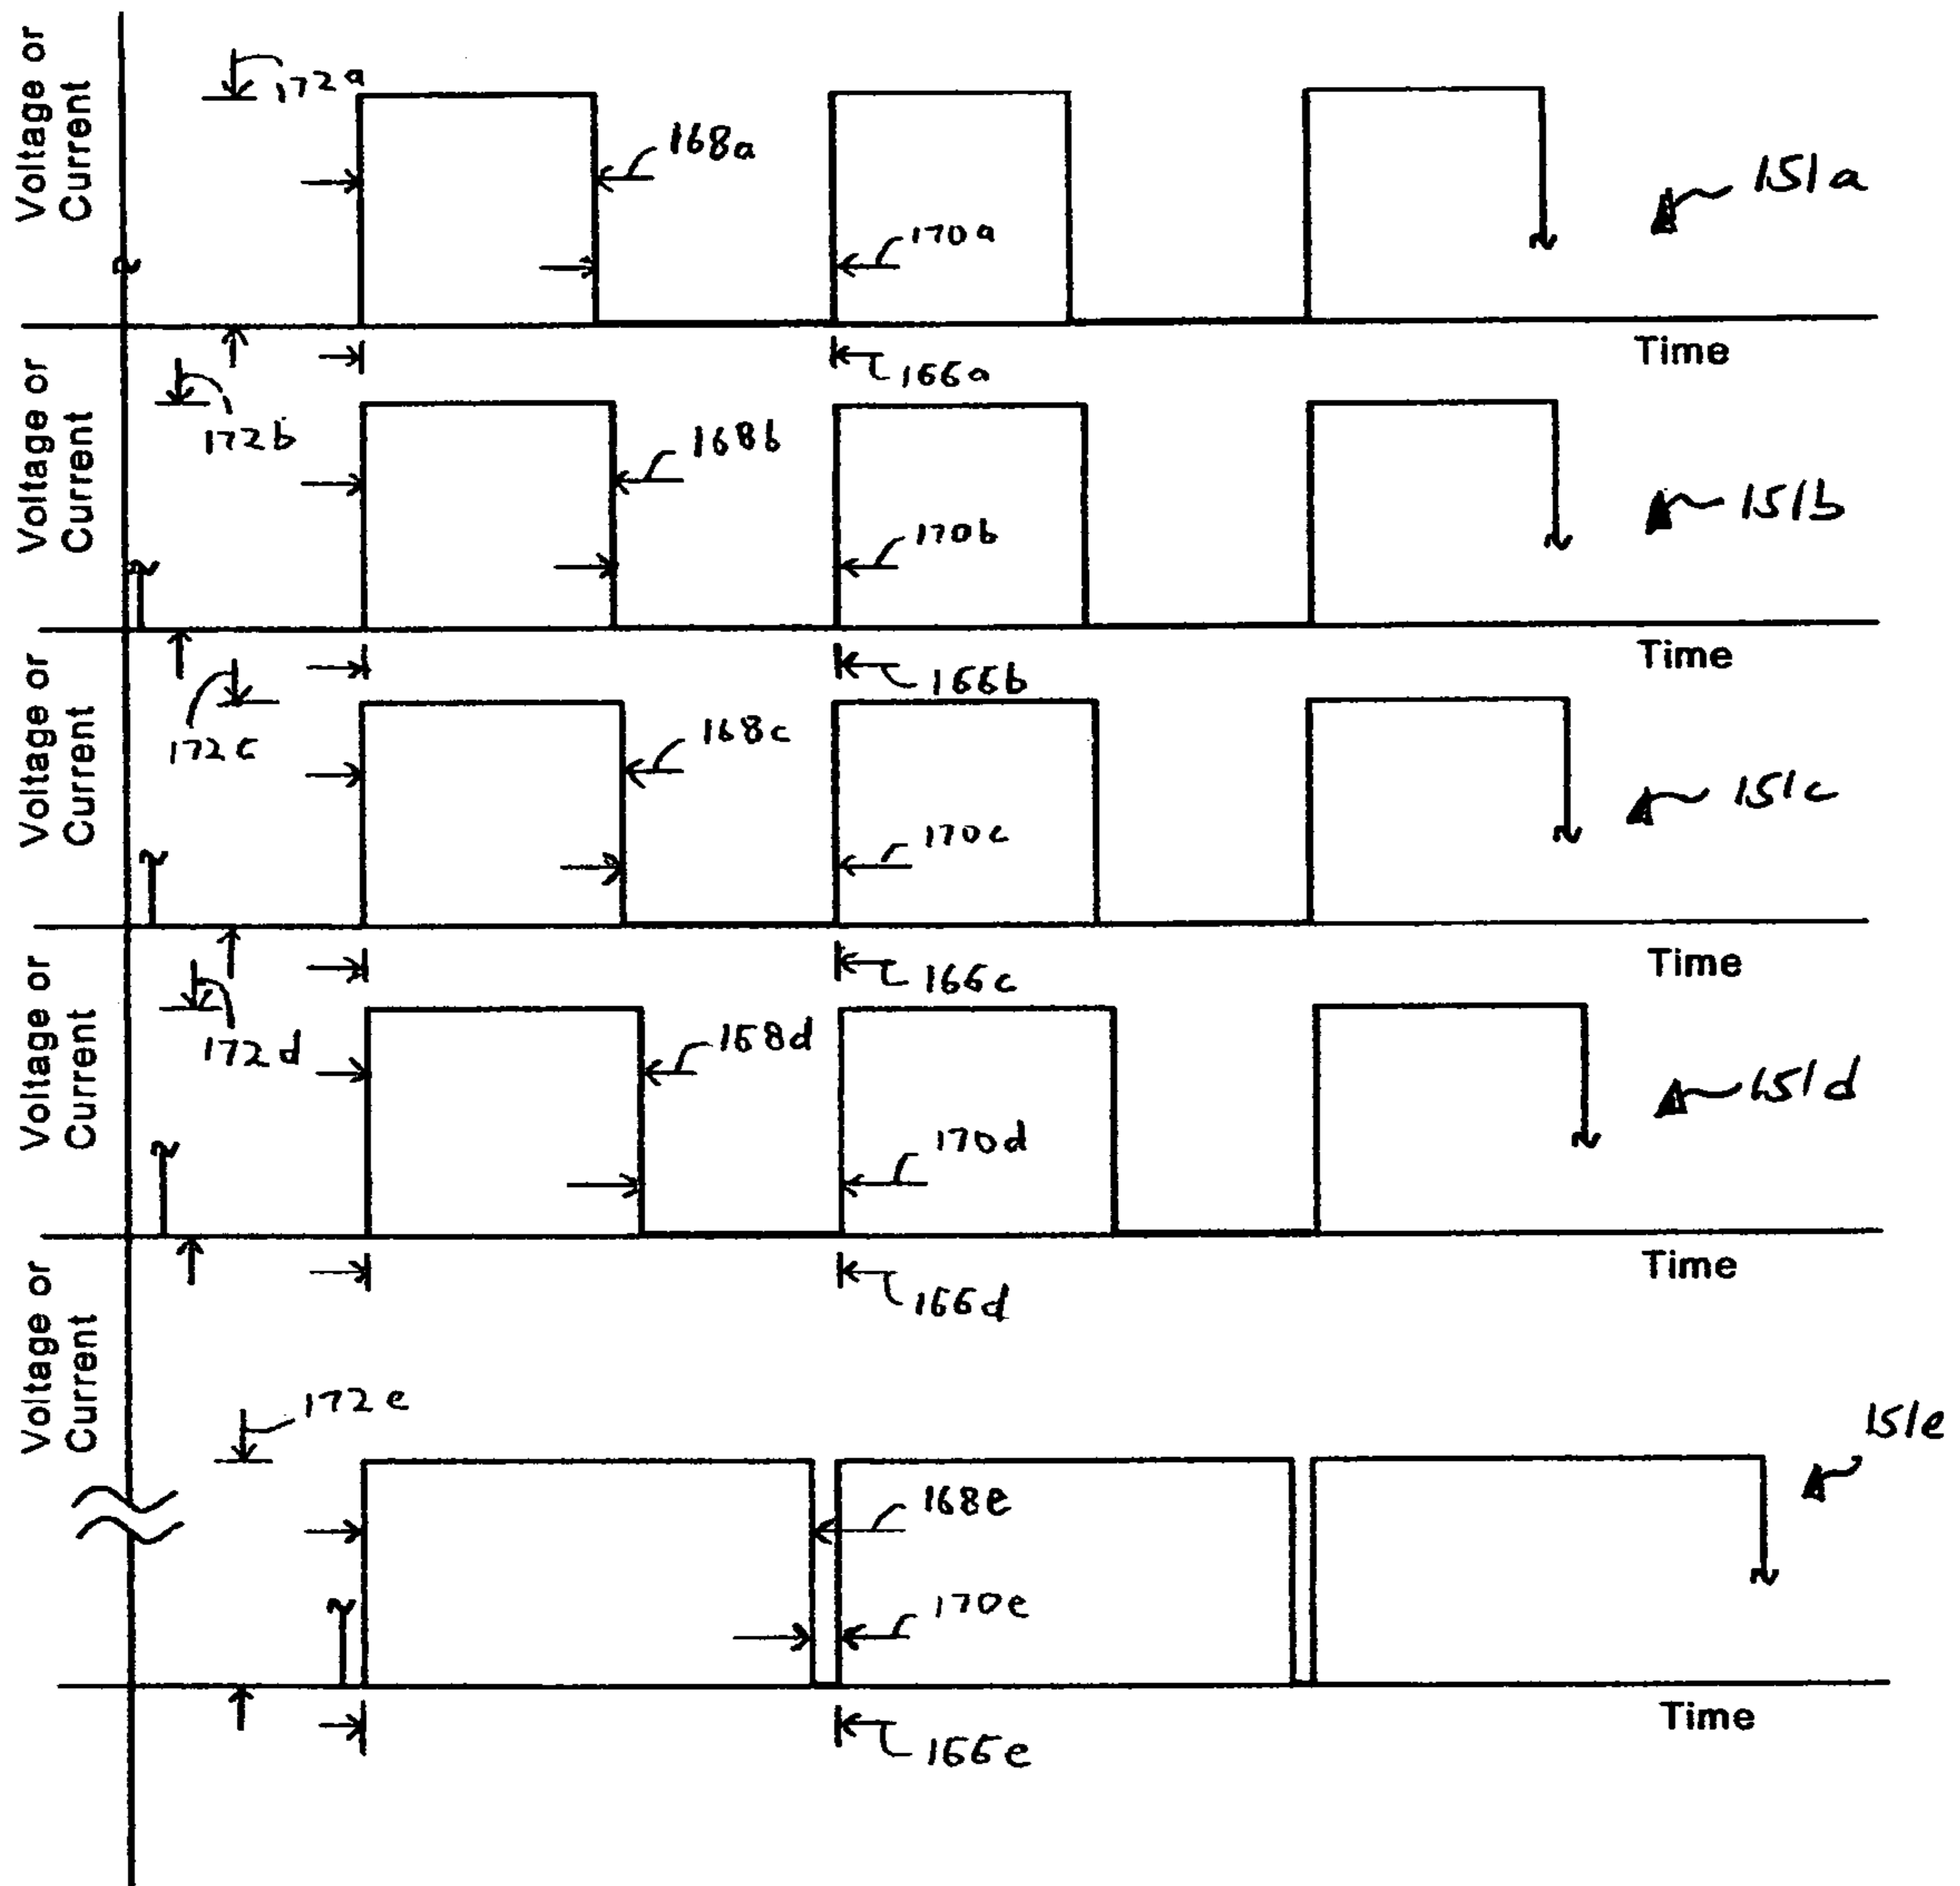 Voltage or
Current
172a
168a
170a
151a
Time
166a
Voltage or
Current
172b
168b
170b
151b
Time
166b
Voltage or
Current
172c
168c
170c
151c
Time
166c
Voltage or
Current
172d
168d
170d
151d
Time
166d
Voltage or
Current
172e
151e
168e
170e
Time
166e